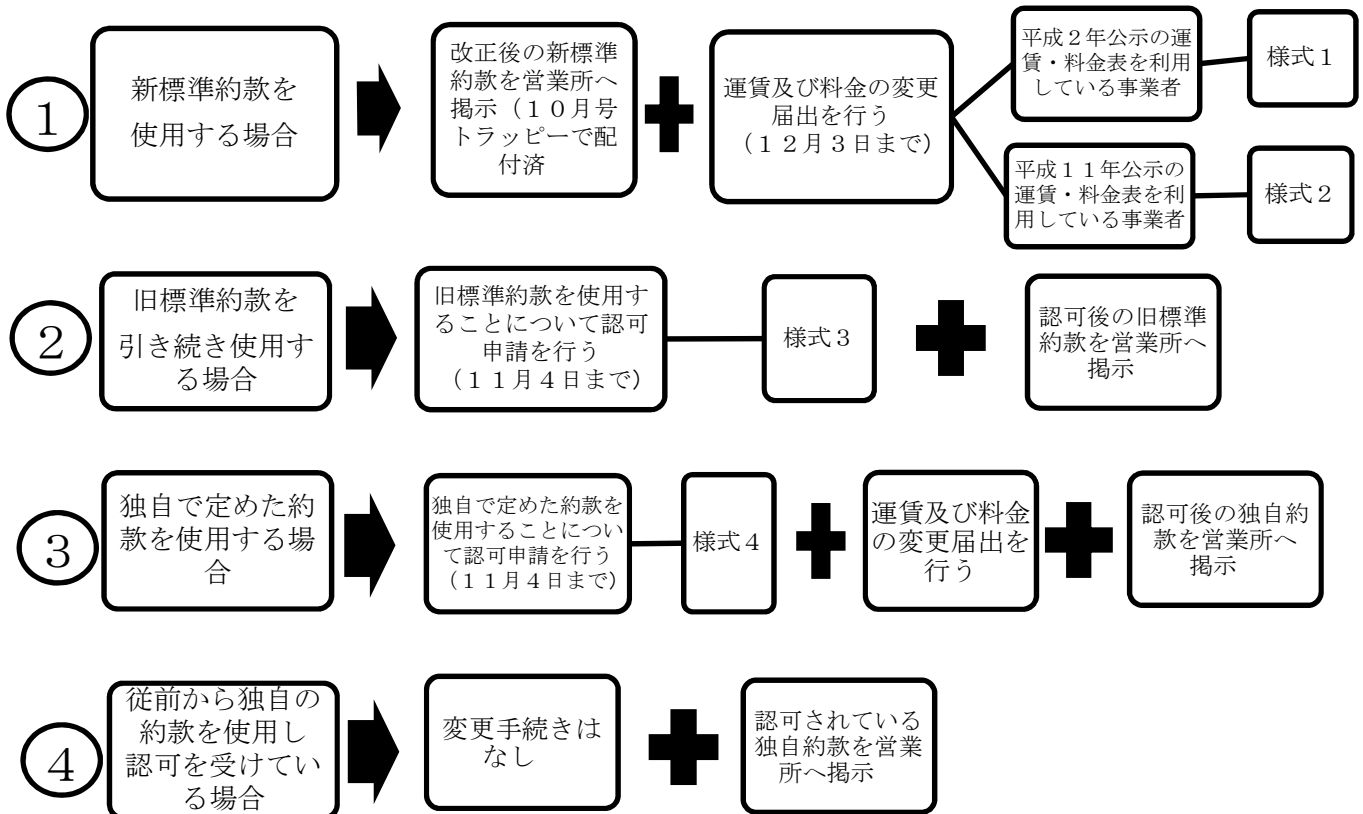 ①
新標準約款を
使用する場合
改正後の新標準
約款を営業所へ
掲示（１０月号
トラッピーで配
付済
運賃及び料金の変更
届出を行う
（１２月３日まで）
平成２年公示の運
賃・料金表を利用
している事業者
様式１
平成１１年公示の
運賃・料金表を利
用している事業者
様式２
②
旧標準約款を
引き続き使用す
る場合
旧標準約款を使用す
ることについて認可
申請を行う
（１１月４日まで）
様式３
認可後の旧標準
約款を営業所へ
掲示
③
独自で定めた約
款を使用する場
合
独自で定めた約款を
使用することについ
て認可申請を行う
（１１月４日まで）
様式４
運賃及び料金
の変更届出を
行う
認可後の独自約
款を営業所へ
掲示
④
従前から独自の
約款を使用し
認可を受けてい
る場合
変更手続きは
なし
認可されている
独自約款を営業
所へ掲示